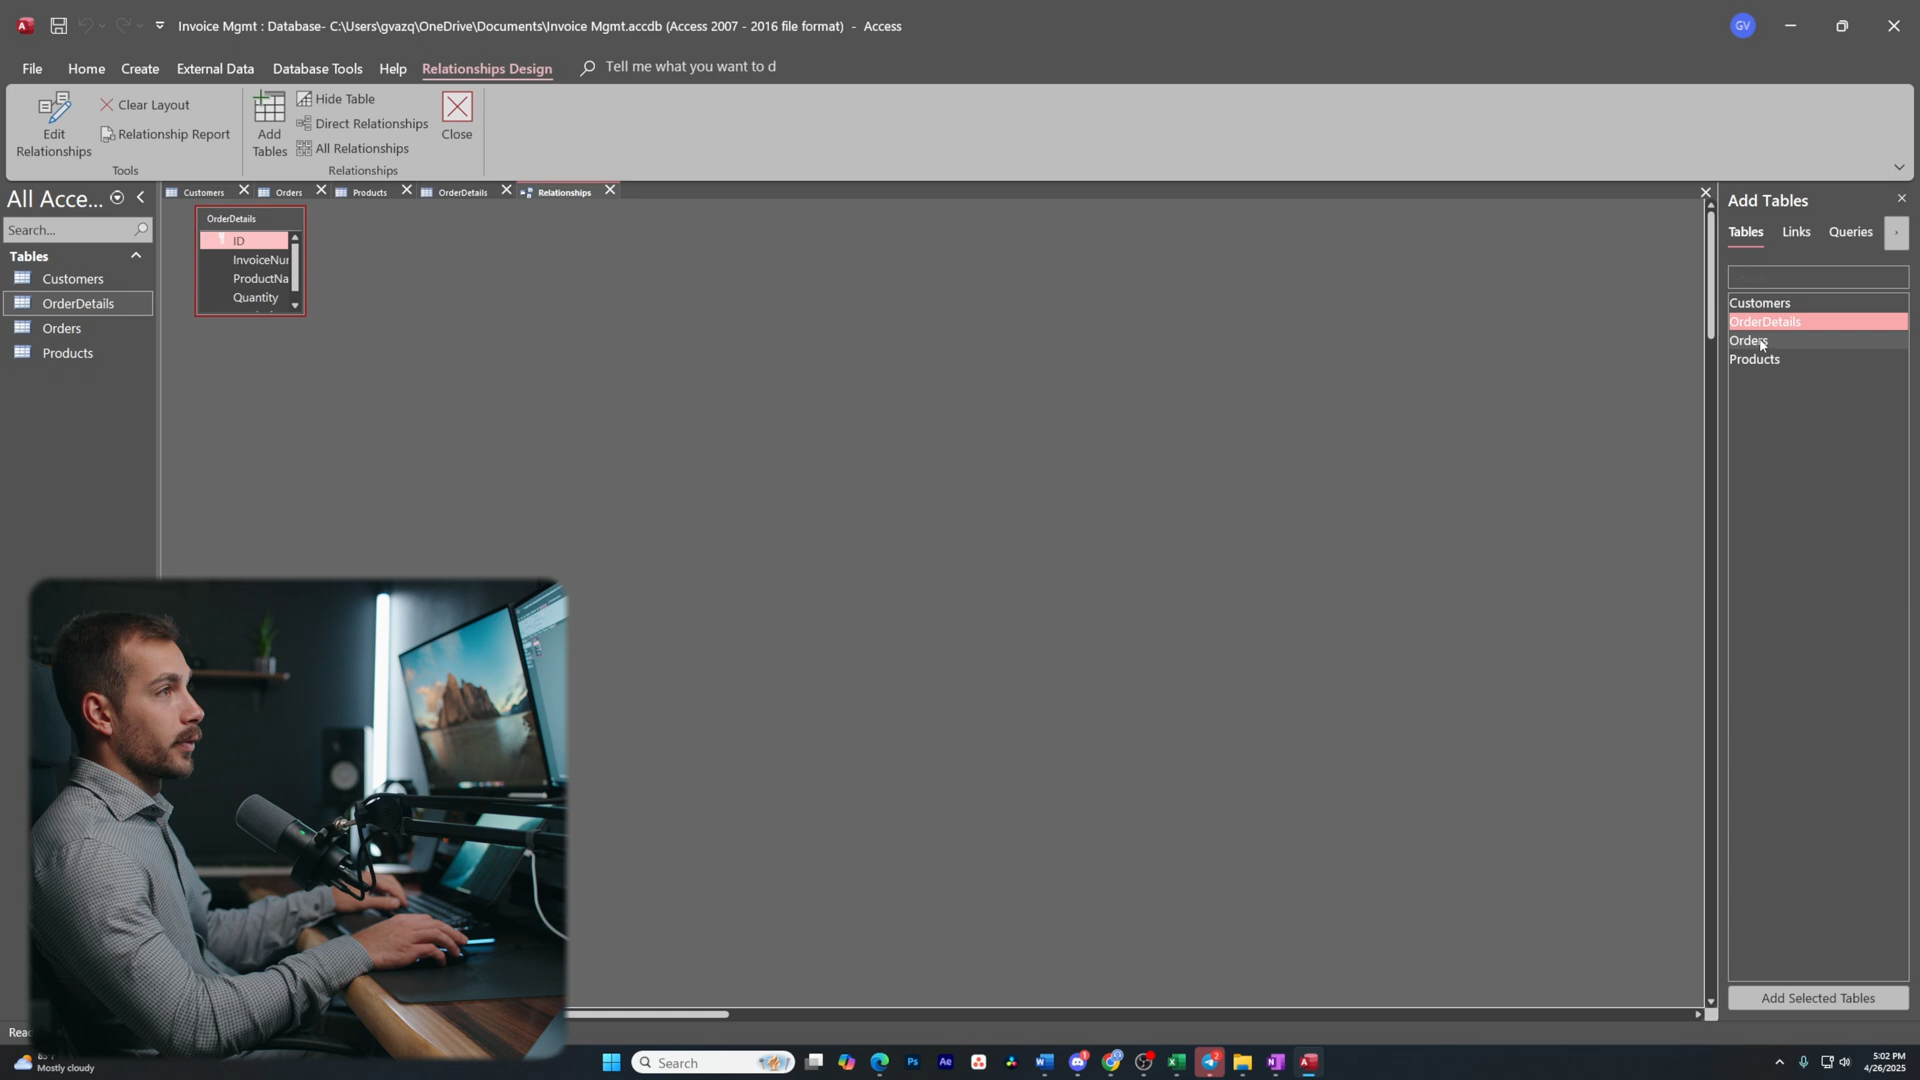 Invoice Mgmt : Database- C:\Users\gvazq\OneDrive\Documents\Invoice Mgmt.accdb (Access 2007 - 2016 file format) - Access
GV
File Home Create External Data Database Tools Help Relationships Design Tell me what you want to d
Edit Relationships
Clear Layout
Relationship Report
Tools
Add Tables
Hide Table
Direct Relationships
All Relationships
Relationships
Close
All Acce...
Search...
Tables
Customers
OrderDetails
Orders
Products
Customers Orders Products OrderDetails Relationships
OrderDetails
ID
InvoiceNur
ProductNa
Quantity
Add Tables
Tables Links Queries
Customers
OrderDetails
Orders
Products
Add Selected Tables
Mostly cloudy
Search
Ps
Ae
5:02 PM
4/26/2025